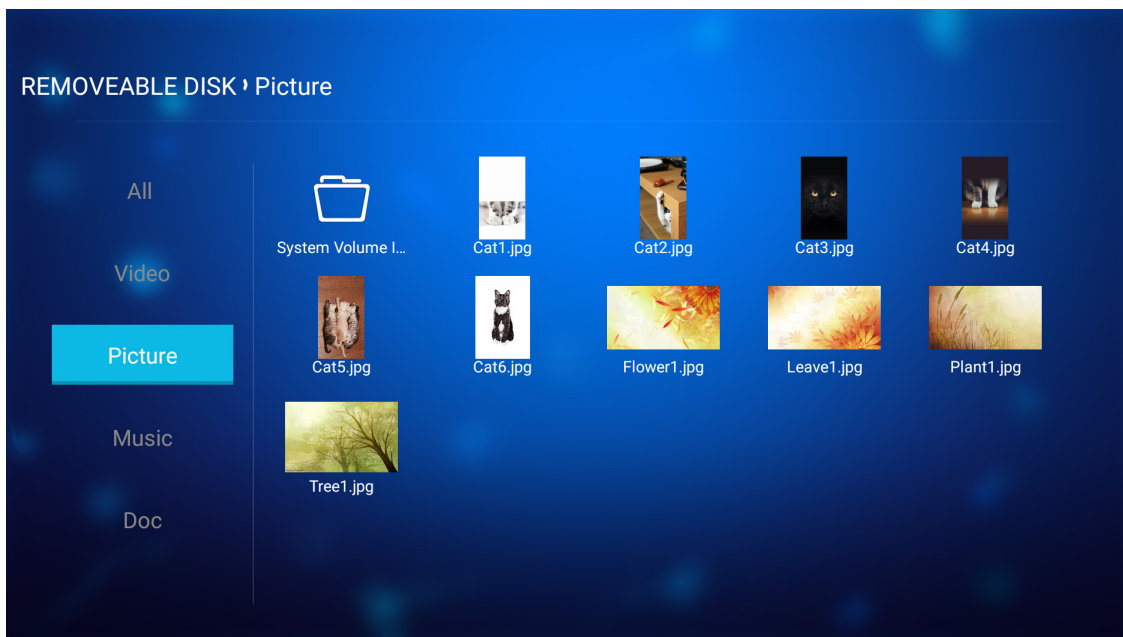 REMOVEABLE DISK › Picture
All
Video
Picture
Music
Doc
System Volume I...
Cat1.jpg
Cat2.jpg
Cat3.jpg
Cat4.jpg
Cat5.jpg
Cat6.jpg
Flower1.jpg
Leave1.jpg
Plant1.jpg
Tree1.jpg